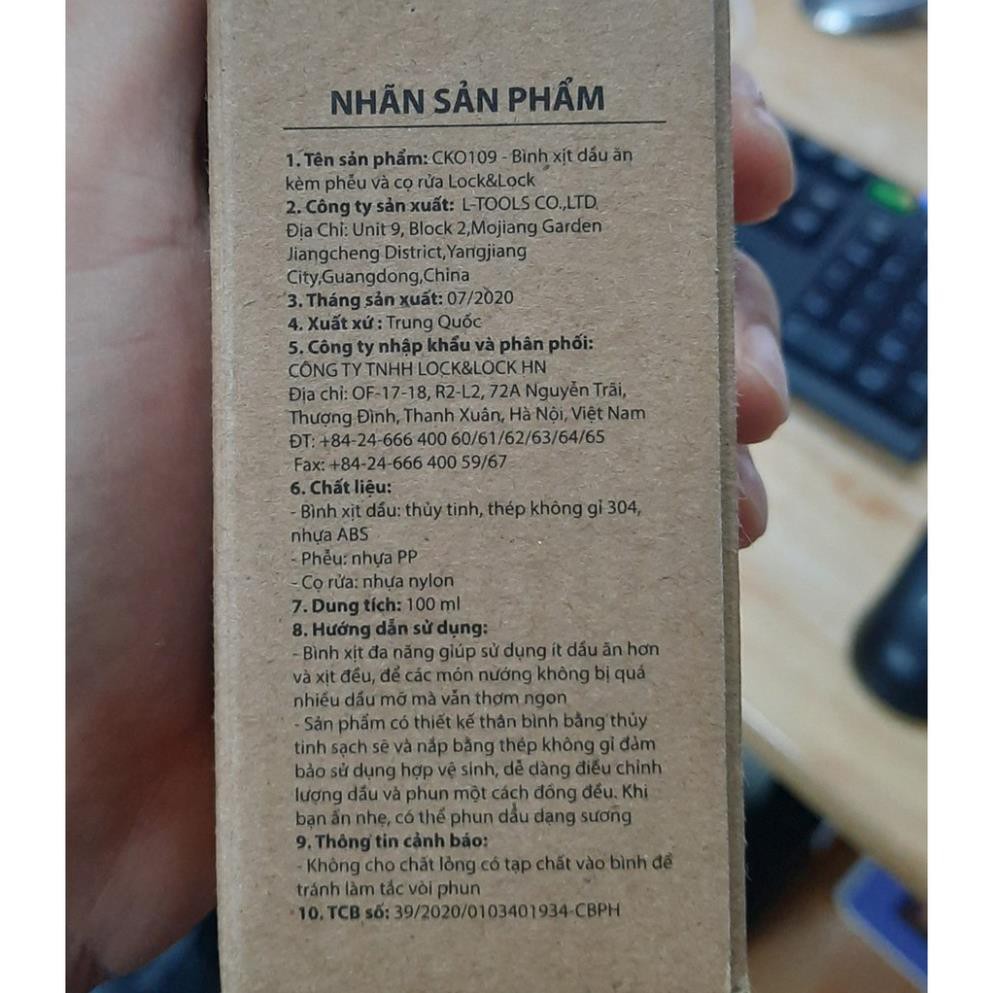 NHÃN SẢN PHẨM
1. Tên sản phẩm: CKO109 - Bình xịt dầu ăn
kèm phễu và cọ rửa Lock&Lock
2. Công ty sản xuất: L-TOOLS CO.,LTD
Địa Chỉ: Unit 9, Block 2,Mojiang Garden
Jiangcheng District,Yangjiang
City,Guangdong,China
3. Tháng sản xuất: 07/2020
4. Xuất xứ : Trung Quốc
5. Công ty nhập khẩu và phân phối:
CÔNG TY TNHH LOCK&LOCK HN
Địa chỉ: OF-17-18, R2-L2, 72A Nguyễn Trãi,
Thượng Đình, Thanh Xuân, Hà Nội, Việt Nam
ĐT: +84-24-666 400 60/61/62/63/64/65
Fax: +84-24-666 400 59/67
6. Chất liệu:
- Bình xịt dầu: thủy tinh, thép không gỉ 304,
nhựa ABS
- Phễu: nhựa PP
- Cọ rửa: nhựa nylon
7. Dung tích: 100 ml
8. Hướng dẫn sử dụng:
- Bình xịt đa năng giúp sử dụng ít dầu ăn hơn
và xịt đều, để các món nướng không bị quá
nhiều dầu mỡ mà vẫn thơm ngon
- Sản phẩm có thiết kế thân bình bằng thủy
tinh sạch sẽ và nắp bằng thép không gỉ đảm
bảo sử dụng hợp vệ sinh, dễ dàng điều chỉnh
lượng dầu và phun một cách đồng đều. Khi
bạn ấn nhẹ, có thể phun dầu dạng sương
9. Thông tin cảnh báo:
- Không cho chất lỏng có tạp chất vào bình để
tránh làm tắc vòi phun
10. TCB số: 39/2020/0103401934-CBPH